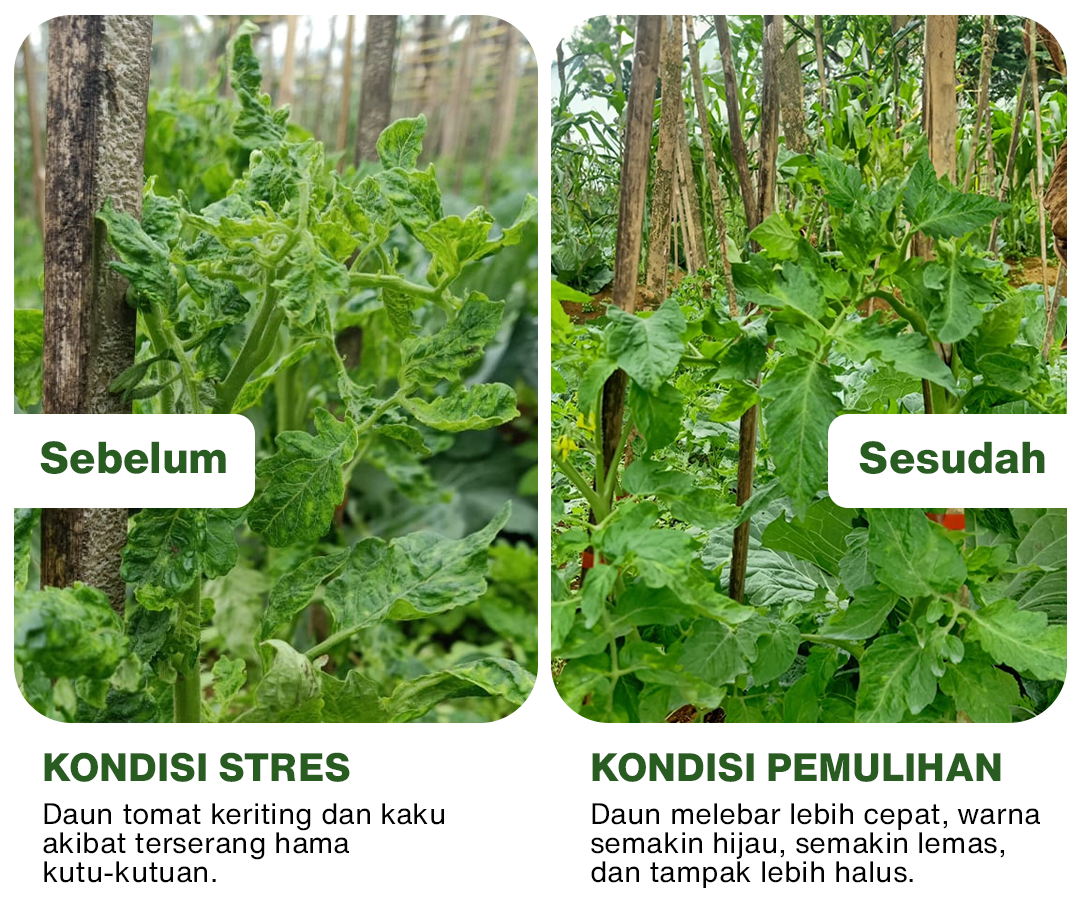 Sebelum
Sesudah
KONDISI STRES
Daun tomat keriting dan kaku
akibat terserang hama
kutu-kutuan.
KONDISI PEMULIHAN
Daun melebar lebih cepat, warna
semakin hijau, semakin lemas,
dan tampak lebih halus.